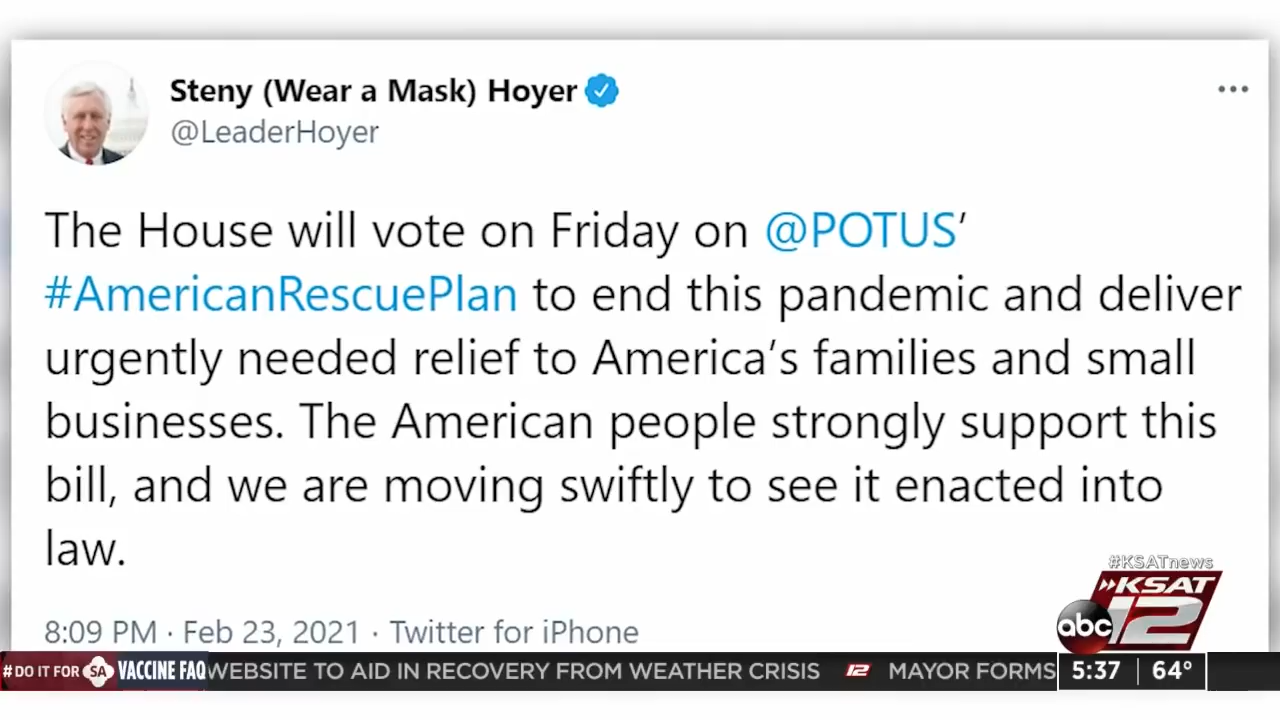 Steny (Wear a Mask) Hoyer
@LeaderHoyer
The House will vote on Friday on @POTUS’
#AmericanRescuePlan to end this pandemic and deliver
urgently needed relief to America’s families and small
businesses. The American people strongly support this
bill, and we are moving swiftly to see it enacted into
law.
8:09 PM · Feb 23, 2021 · Twitter for iPhone
#KSATnews
KSAT
abc 12
#DO IT FOR SA VACCINE FAQ WEBSITE TO AID IN RECOVERY FROM WEATHER CRISIS 12 MAYOR FORMS 5:37 64°